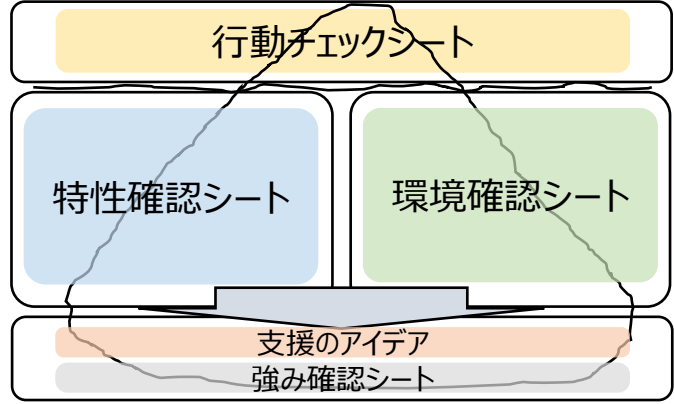 行動チェックシート
特性確認シート
環境確認シート
支援のアイデア
強み確認シート